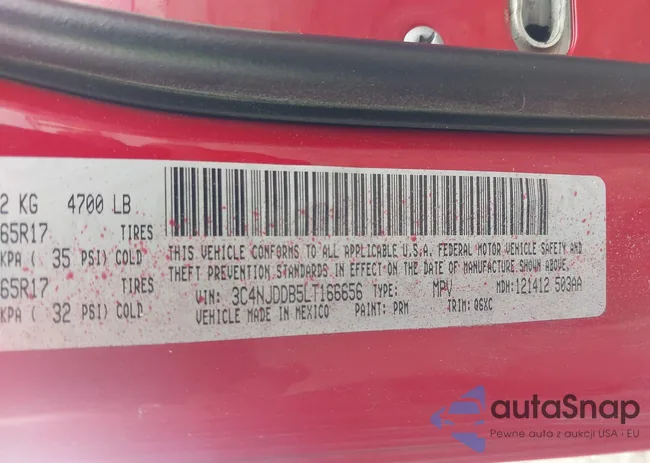 2 KG 4700 LB
65R17 TIRES
KPA ( 35 PSI) COLD
65R17 TIRES
KPA ( 32 PSI) COLD
THIS VEHICLE CONFORMS TO ALL APPLICABLE U.S.A. FEDERAL MOTOR VEHICLE SAFETY AND
THEFT PREVENTION STANDARDS IN EFFECT ON THE DATE OF MANUFACTURE SHOWN ABOVE.
VIN: 3C4NJDDB5LT166656 TYPE: MPV MDH: 121412 503AA
VEHICLE MADE IN MEXICO PAINT: PRM TRIM: Q6XC
autaSnap
Pewne auta z aukcji USA · EU